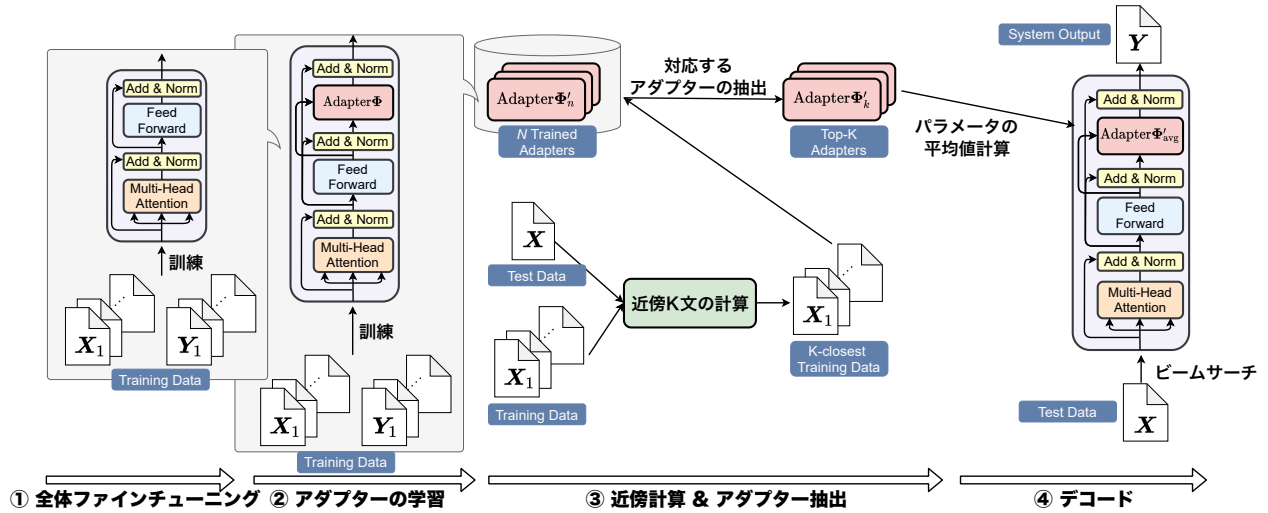 Add & Norm
Feed
Forward
Add & Norm
Multi-Head
Attention
訓練
X1
Y1
Training Data
Add & Norm
AdapterΦ
Add & Norm
Feed
Forward
Add & Norm
Multi-Head
Attention
訓練
X1
Y1
Training Data
AdapterΦ′n
N Trained
Adapters
対応する
アダプターの抽出
AdapterΦ′k
Top-K
Adapters
パラメータの
平均値計算
X
Test Data
X1
Training Data
近傍K文の計算
X1
K-closest
Training Data
System Output
Y
Add & Norm
AdapterΦ′avg
Add & Norm
Feed
Forward
Add & Norm
Multi-Head
Attention
ビームサーチ
Test Data
X
① 全体ファインチューニング
② アダプターの学習
③ 近傍計算 & アダプター抽出
④ デコード